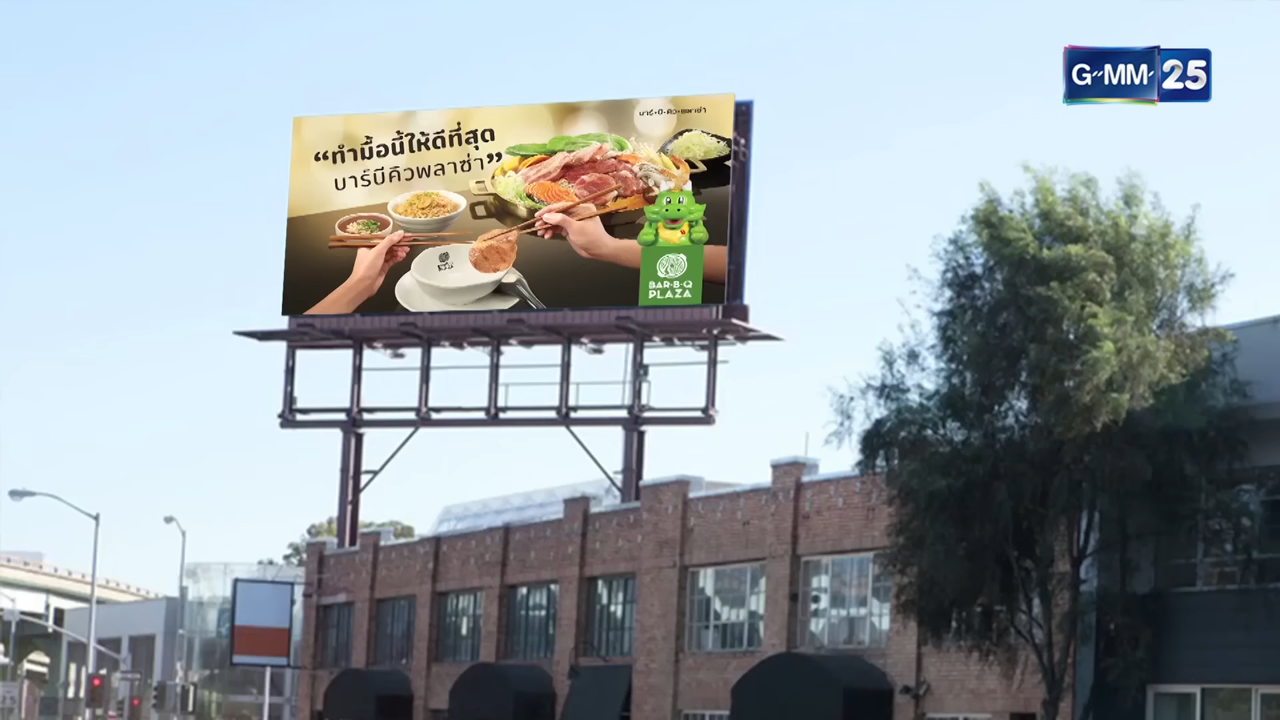 G"MM' 25
บาร์•บี•คิว•พลาซ่า
“ทำมื้อนี้ให้ดีที่สุด
บาร์บีคิวพลาซ่า”
BAR•B•Q
PLAZA